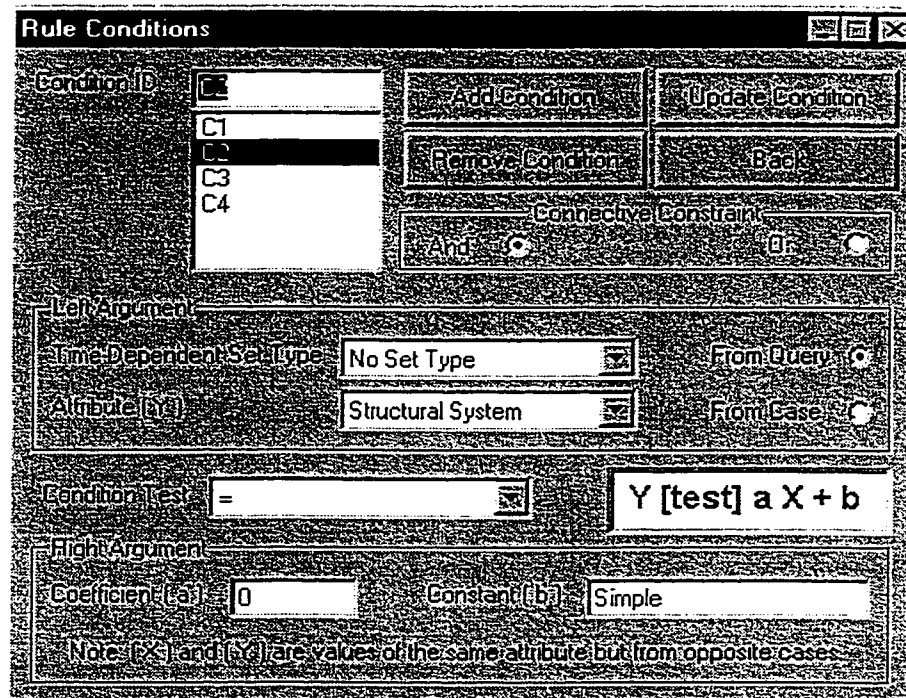 Rule Conditions
Condition ID
C2
Add Condition
Update Condition
C1
C2
C3
C4
Remove Condition
Back
Connective Constraint
And
Or
Left Argument
Time Dependent Set Type
No Set Type
From Query
Attribute ( Y )
Structural System
From Case
Condition Test
=
Y [test] a X + b
Right Argument
Coefficient ( a )
0
Constant ( b )
Simple
Note: ( X ) and ( Y ) are values of the same attribute but from opposite cases